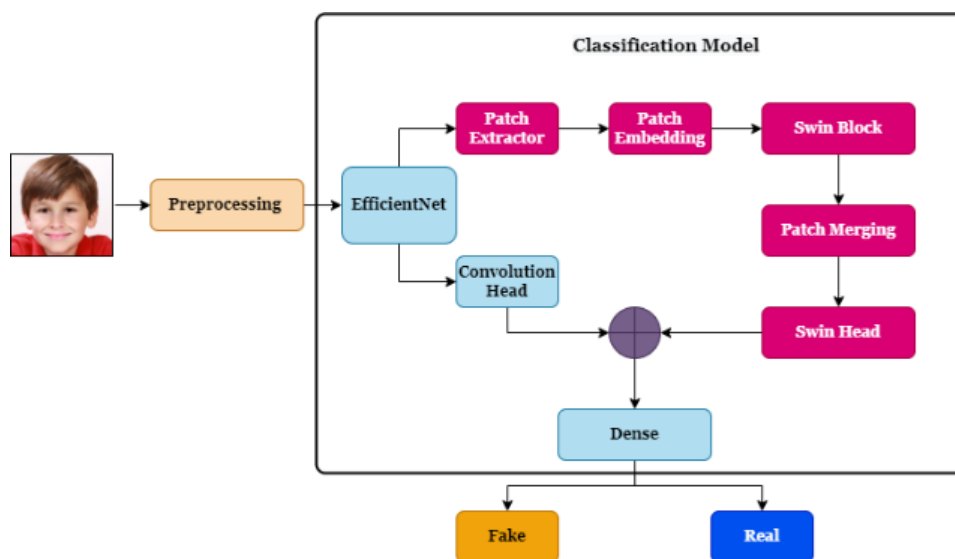 Classification Model
Patch
Extractor
Patch
Embedding
Swin Block
Preprocessing
EfficientNet
Patch Merging
Convolution
Head
Swin Head
Dense
Fake
Real